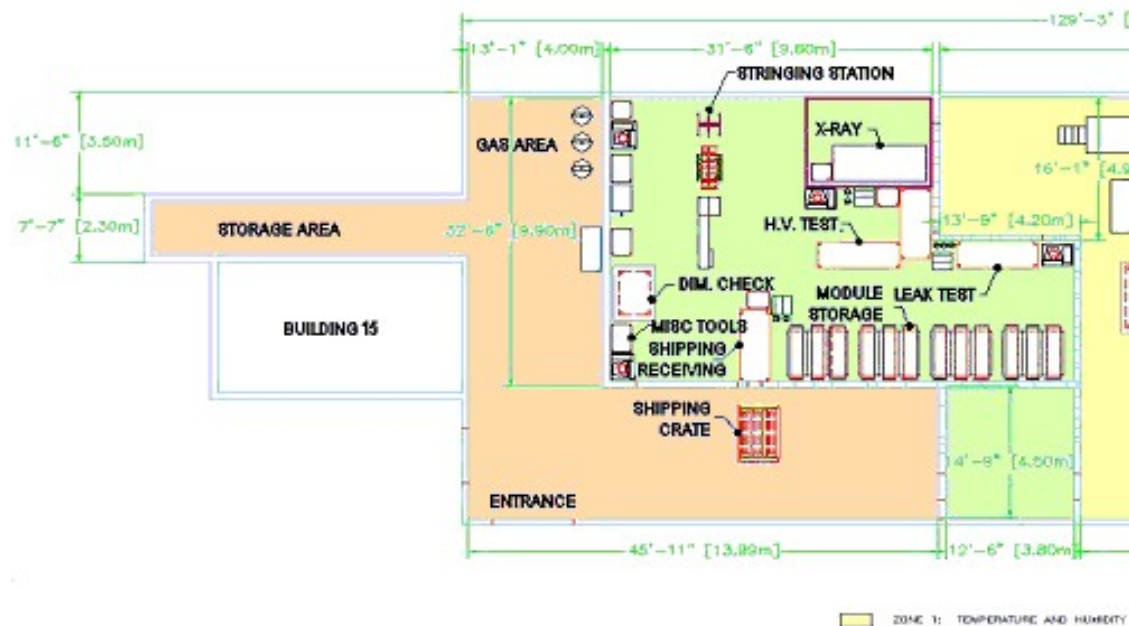 129'-3" [
13'-1" [4.00m]
31'-6" [9.60m]
STRINGING STATION
11'-6" [3.50m]
GAS AREA
X-RAY
16'-1" [4.9
7'-7" [2.30m]
STORAGE AREA
32'-6" [9.90m]
H.V. TEST.
13'-9" [4.20m]
DIM. CHECK
MODULE
STORAGE
LEAK TEST
BUILDING 15
MISC TOOLS
SHIPPING
RECEIVING
SHIPPING
CRATE
14'-9" [4.50m]
ENTRANCE
45'-11" [13.99m]
12'-6" [3.80m]
ZONE 1: TEMPERATURE AND HUMIDITY